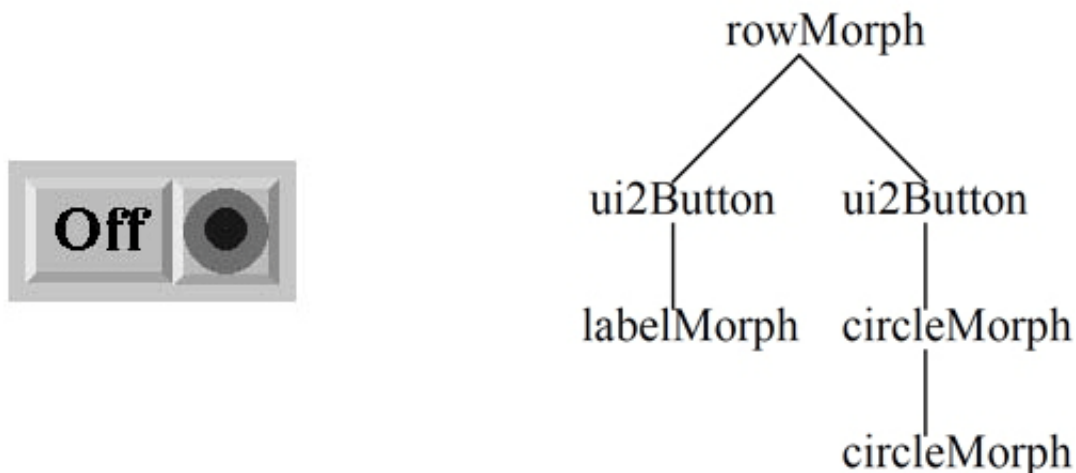 Off
rowMorph
ui2Button ui2Button
labelMorph circleMorph
circleMorph